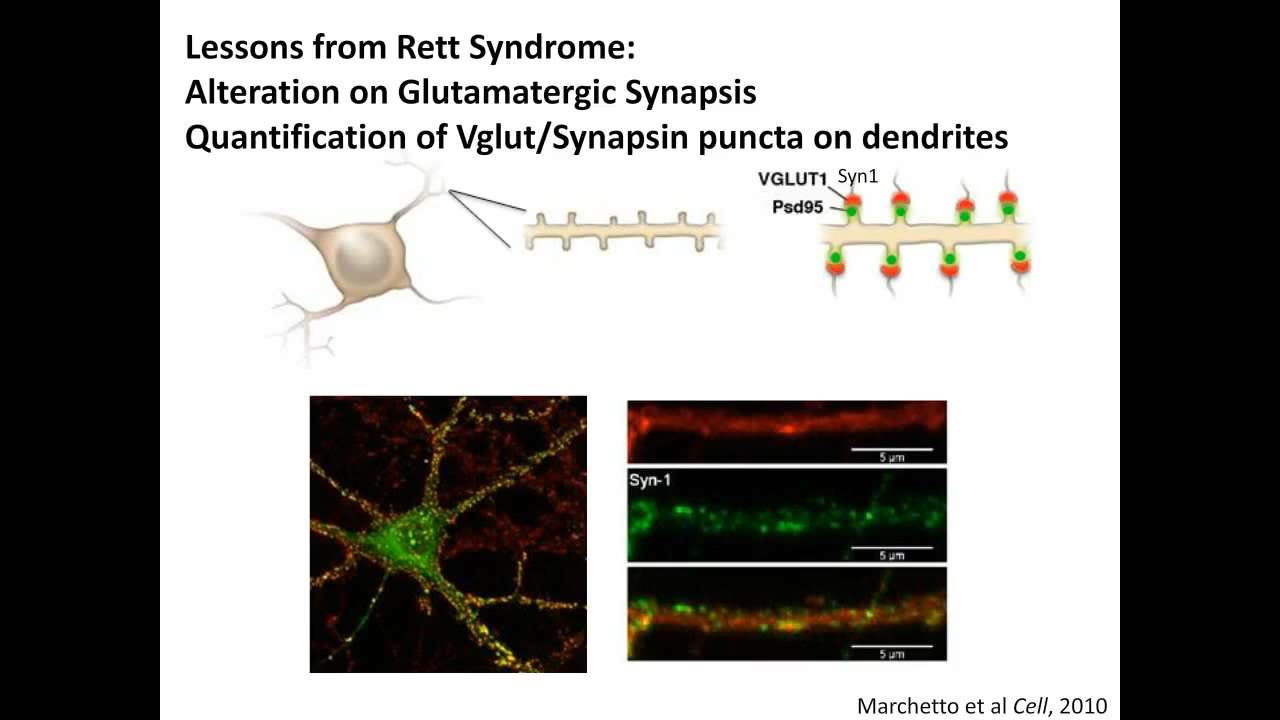 Lessons from Rett Syndrome:
Alteration on Glutamatergic Synapsis
Quantification of Vglut/Synapsin puncta on dendrites
VGLUT1 Syn1
Psd95
5 µm
Syn-1
5 µm
5 µm
Marchetto et al Cell, 2010